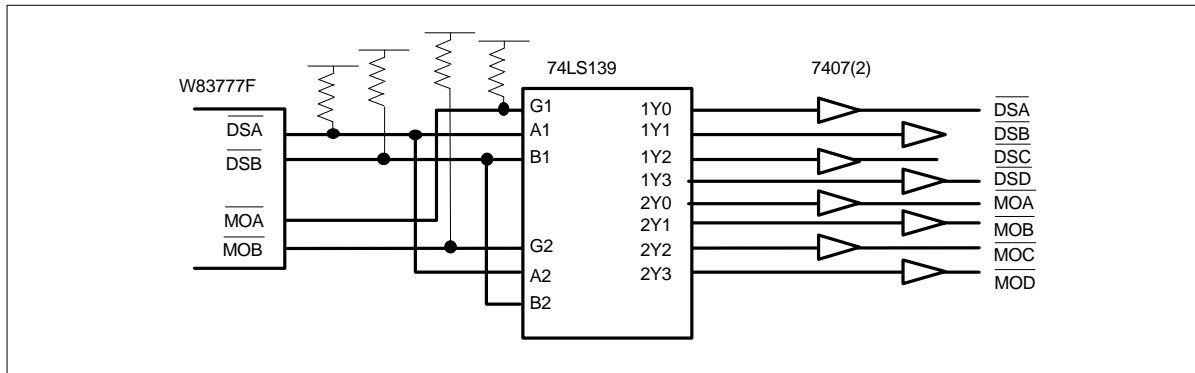 74LS139
7407(2)
W83777F
DSA
DSB
MOA
MOB
G1
A1
B1
G2
A2
B2
1Y0
1Y1
1Y2
1Y3
2Y0
2Y1
2Y2
2Y3
DSA
DSB
DSC
DSD
MOA
MOB
MOC
MOD